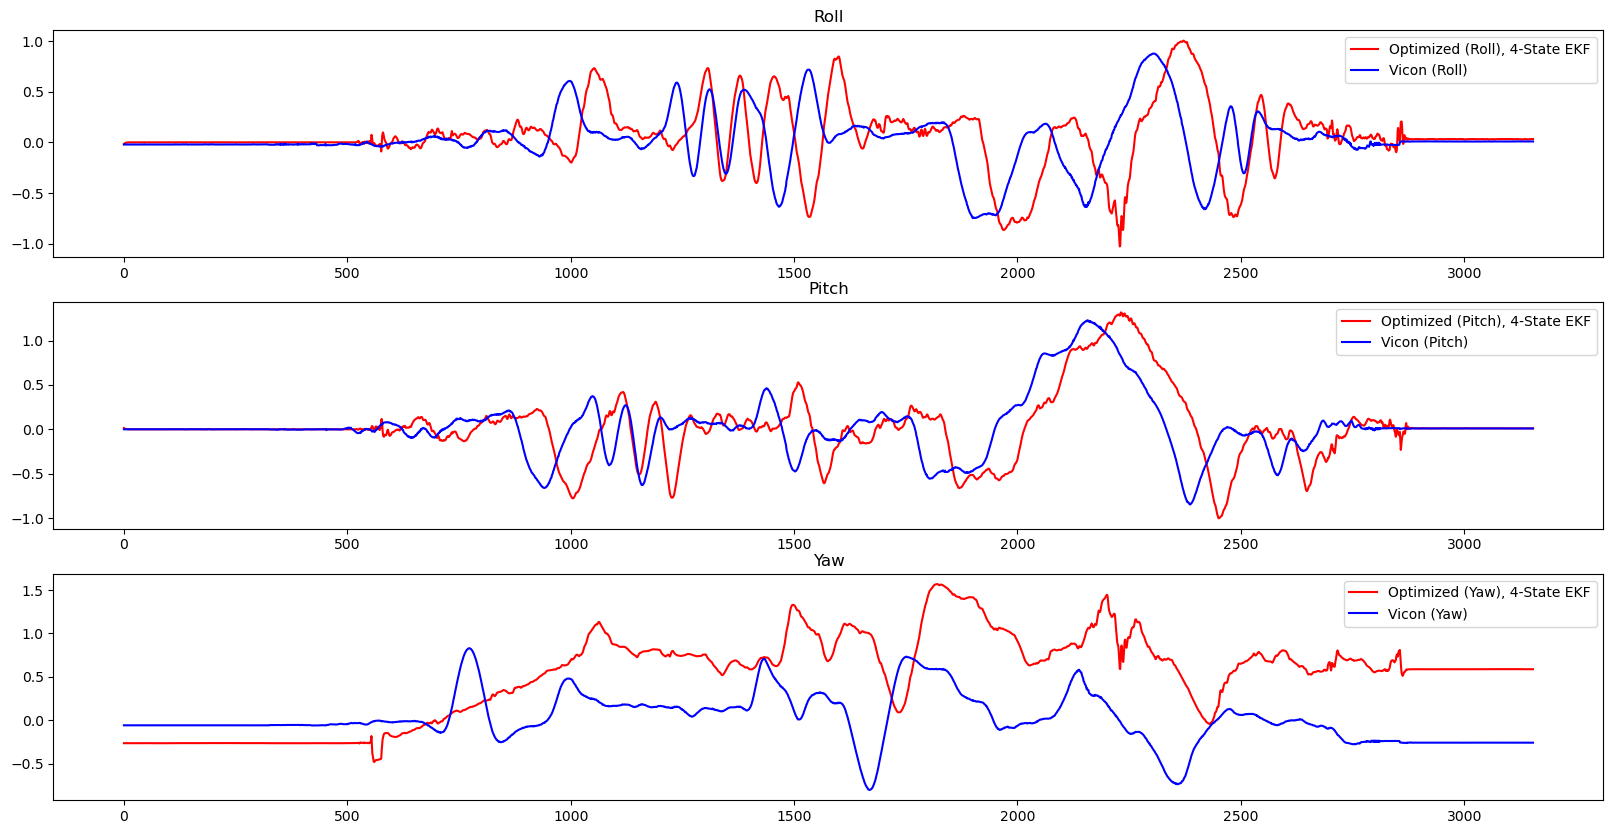 Roll
1.0
0.5
0.0
−0.5
−1.0
Optimized (Roll), 4-State EKF
Vicon (Roll)
0 500 1000 1500 2000 2500 3000
Pitch
1.0
0.5
0.0
−0.5
−1.0
Optimized (Pitch), 4-State EKF
Vicon (Pitch)
0 500 1000 1500 2000 2500 3000
Yaw
1.5
1.0
0.5
0.0
−0.5
Optimized (Yaw), 4-State EKF
Vicon (Yaw)
0 500 1000 1500 2000 2500 3000